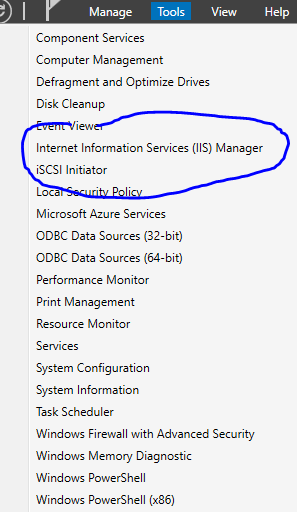 Manage Tools View Help
Component Services
Computer Management
Defragment and Optimize Drives
Disk Cleanup
Event Viewer
Internet Information Services (IIS) Manager
iSCSI Initiator
Local Security Policy
Microsoft Azure Services
ODBC Data Sources (32-bit)
ODBC Data Sources (64-bit)
Performance Monitor
Print Management
Resource Monitor
Services
System Configuration
System Information
Task Scheduler
Windows Firewall with Advanced Security
Windows Memory Diagnostic
Windows PowerShell
Windows PowerShell (x86)